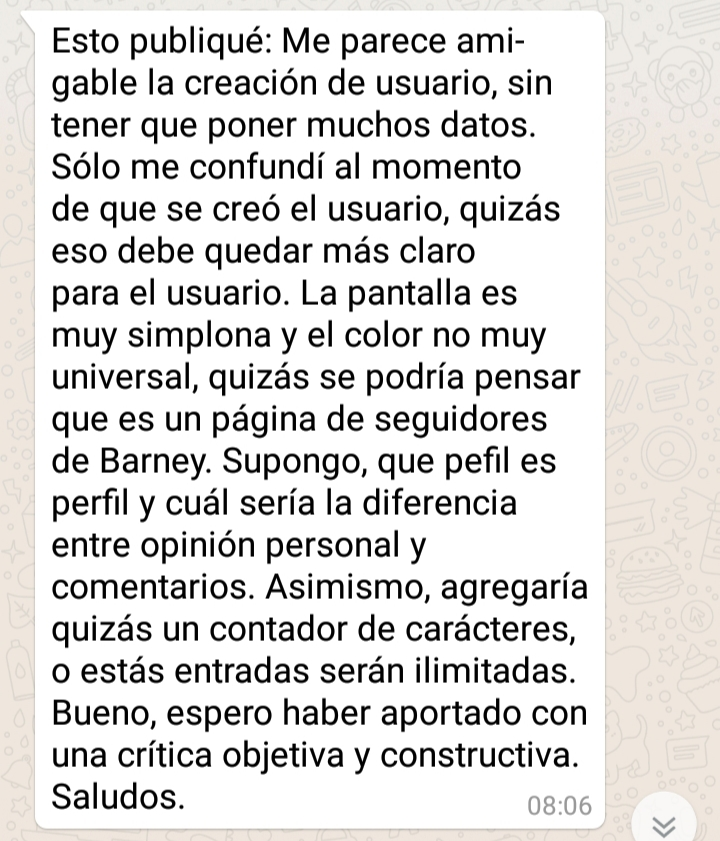 Esto publiqué: Me parece ami-
gable la creación de usuario, sin
tener que poner muchos datos.
Sólo me confundí al momento
de que se creó el usuario, quizás
eso debe quedar más claro
para el usuario. La pantalla es
muy simplona y el color no muy
universal, quizás se podría pensar
que es un página de seguidores
de Barney. Supongo, que pefil es
perfil y cuál sería la diferencia
entre opinión personal y
comentarios. Asimismo, agregaría
quizás un contador de carácteres,
o estás entradas serán ilimitadas.
Bueno, espero haber aportado con
una crítica objetiva y constructiva.
Saludos.
08:06